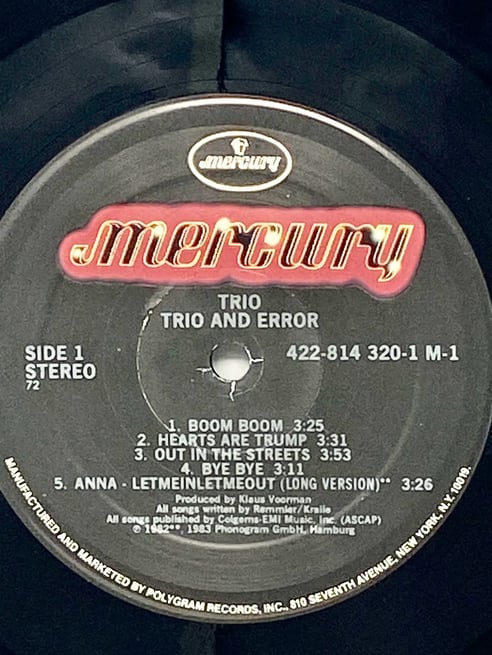 mercury
mercury
TRIO
TRIO AND ERROR
SIDE 1
STEREO
72
422-814 320-1 M-1
1. BOOM BOOM 3:25
2. HEARTS ARE TRUMP 3:31
3. OUT IN THE STREETS 3:53
4. BYE BYE 3:11
5. ANNA - LETMEINLETMEOUT (LONG VERSION)** 3:26
Produced by Klaus Voorman
All songs written by Remmler/Kralle
All songs published by Colgems-EMI Music, Inc. (ASCAP)
℗ 1982**, 1983 Phonogram GmbH, Hamburg
MANUFACTURED AND MARKETED BY POLYGRAM RECORDS, INC., 810 SEVENTH AVENUE, NEW YORK, N.Y. 10019.